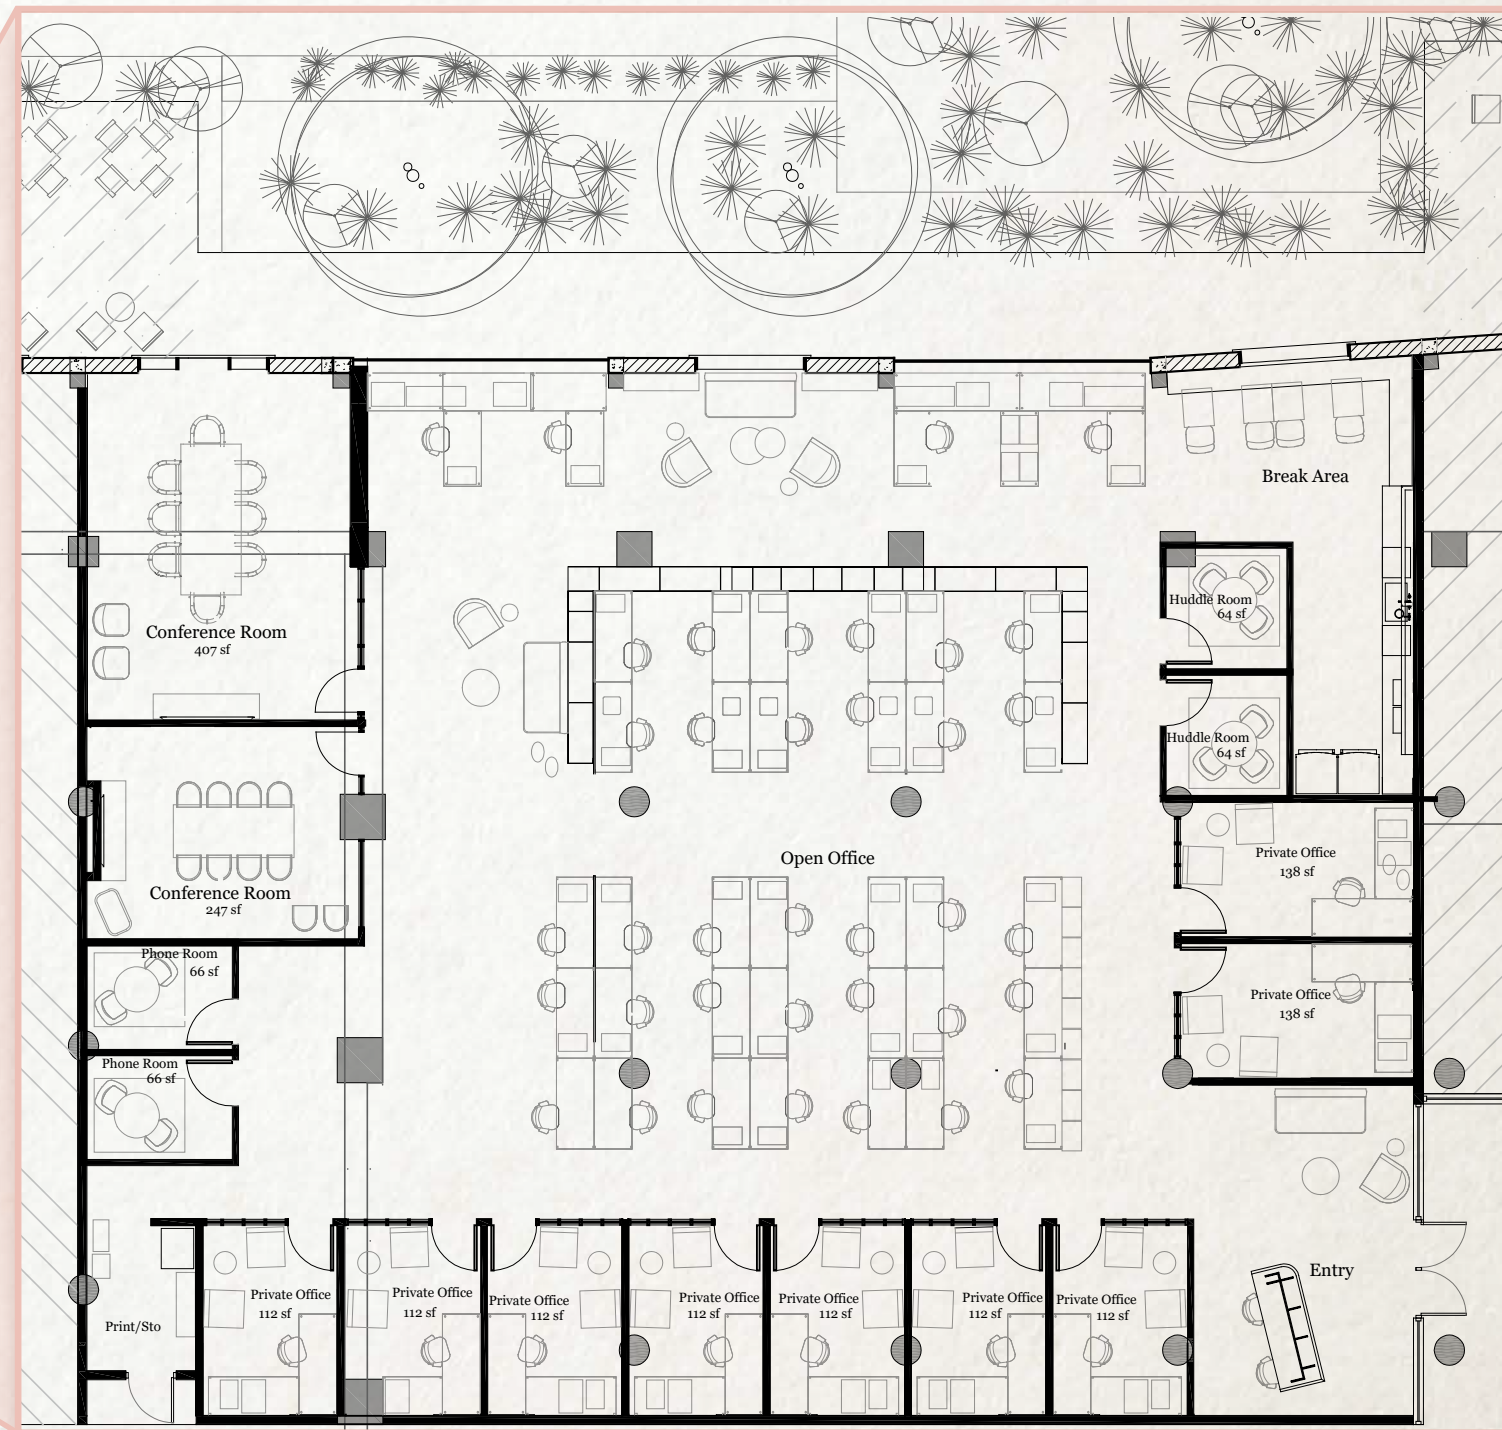 Break Area
Huddle Room
64 sf
Conference Room
407 sf
Huddle Room
64 sf
Open Office
Private Office
138 sf
Conference Room
247 sf
Phone Room
66 sf
Private Office
138 sf
Phone Room
66 sf
Entry
Private Office
112 sf
Private Office
112 sf
Private Office
112 sf
Private Office
112 sf
Private Office
112 sf
Private Office
112 sf
Private Office
112 sf
Print/Sto